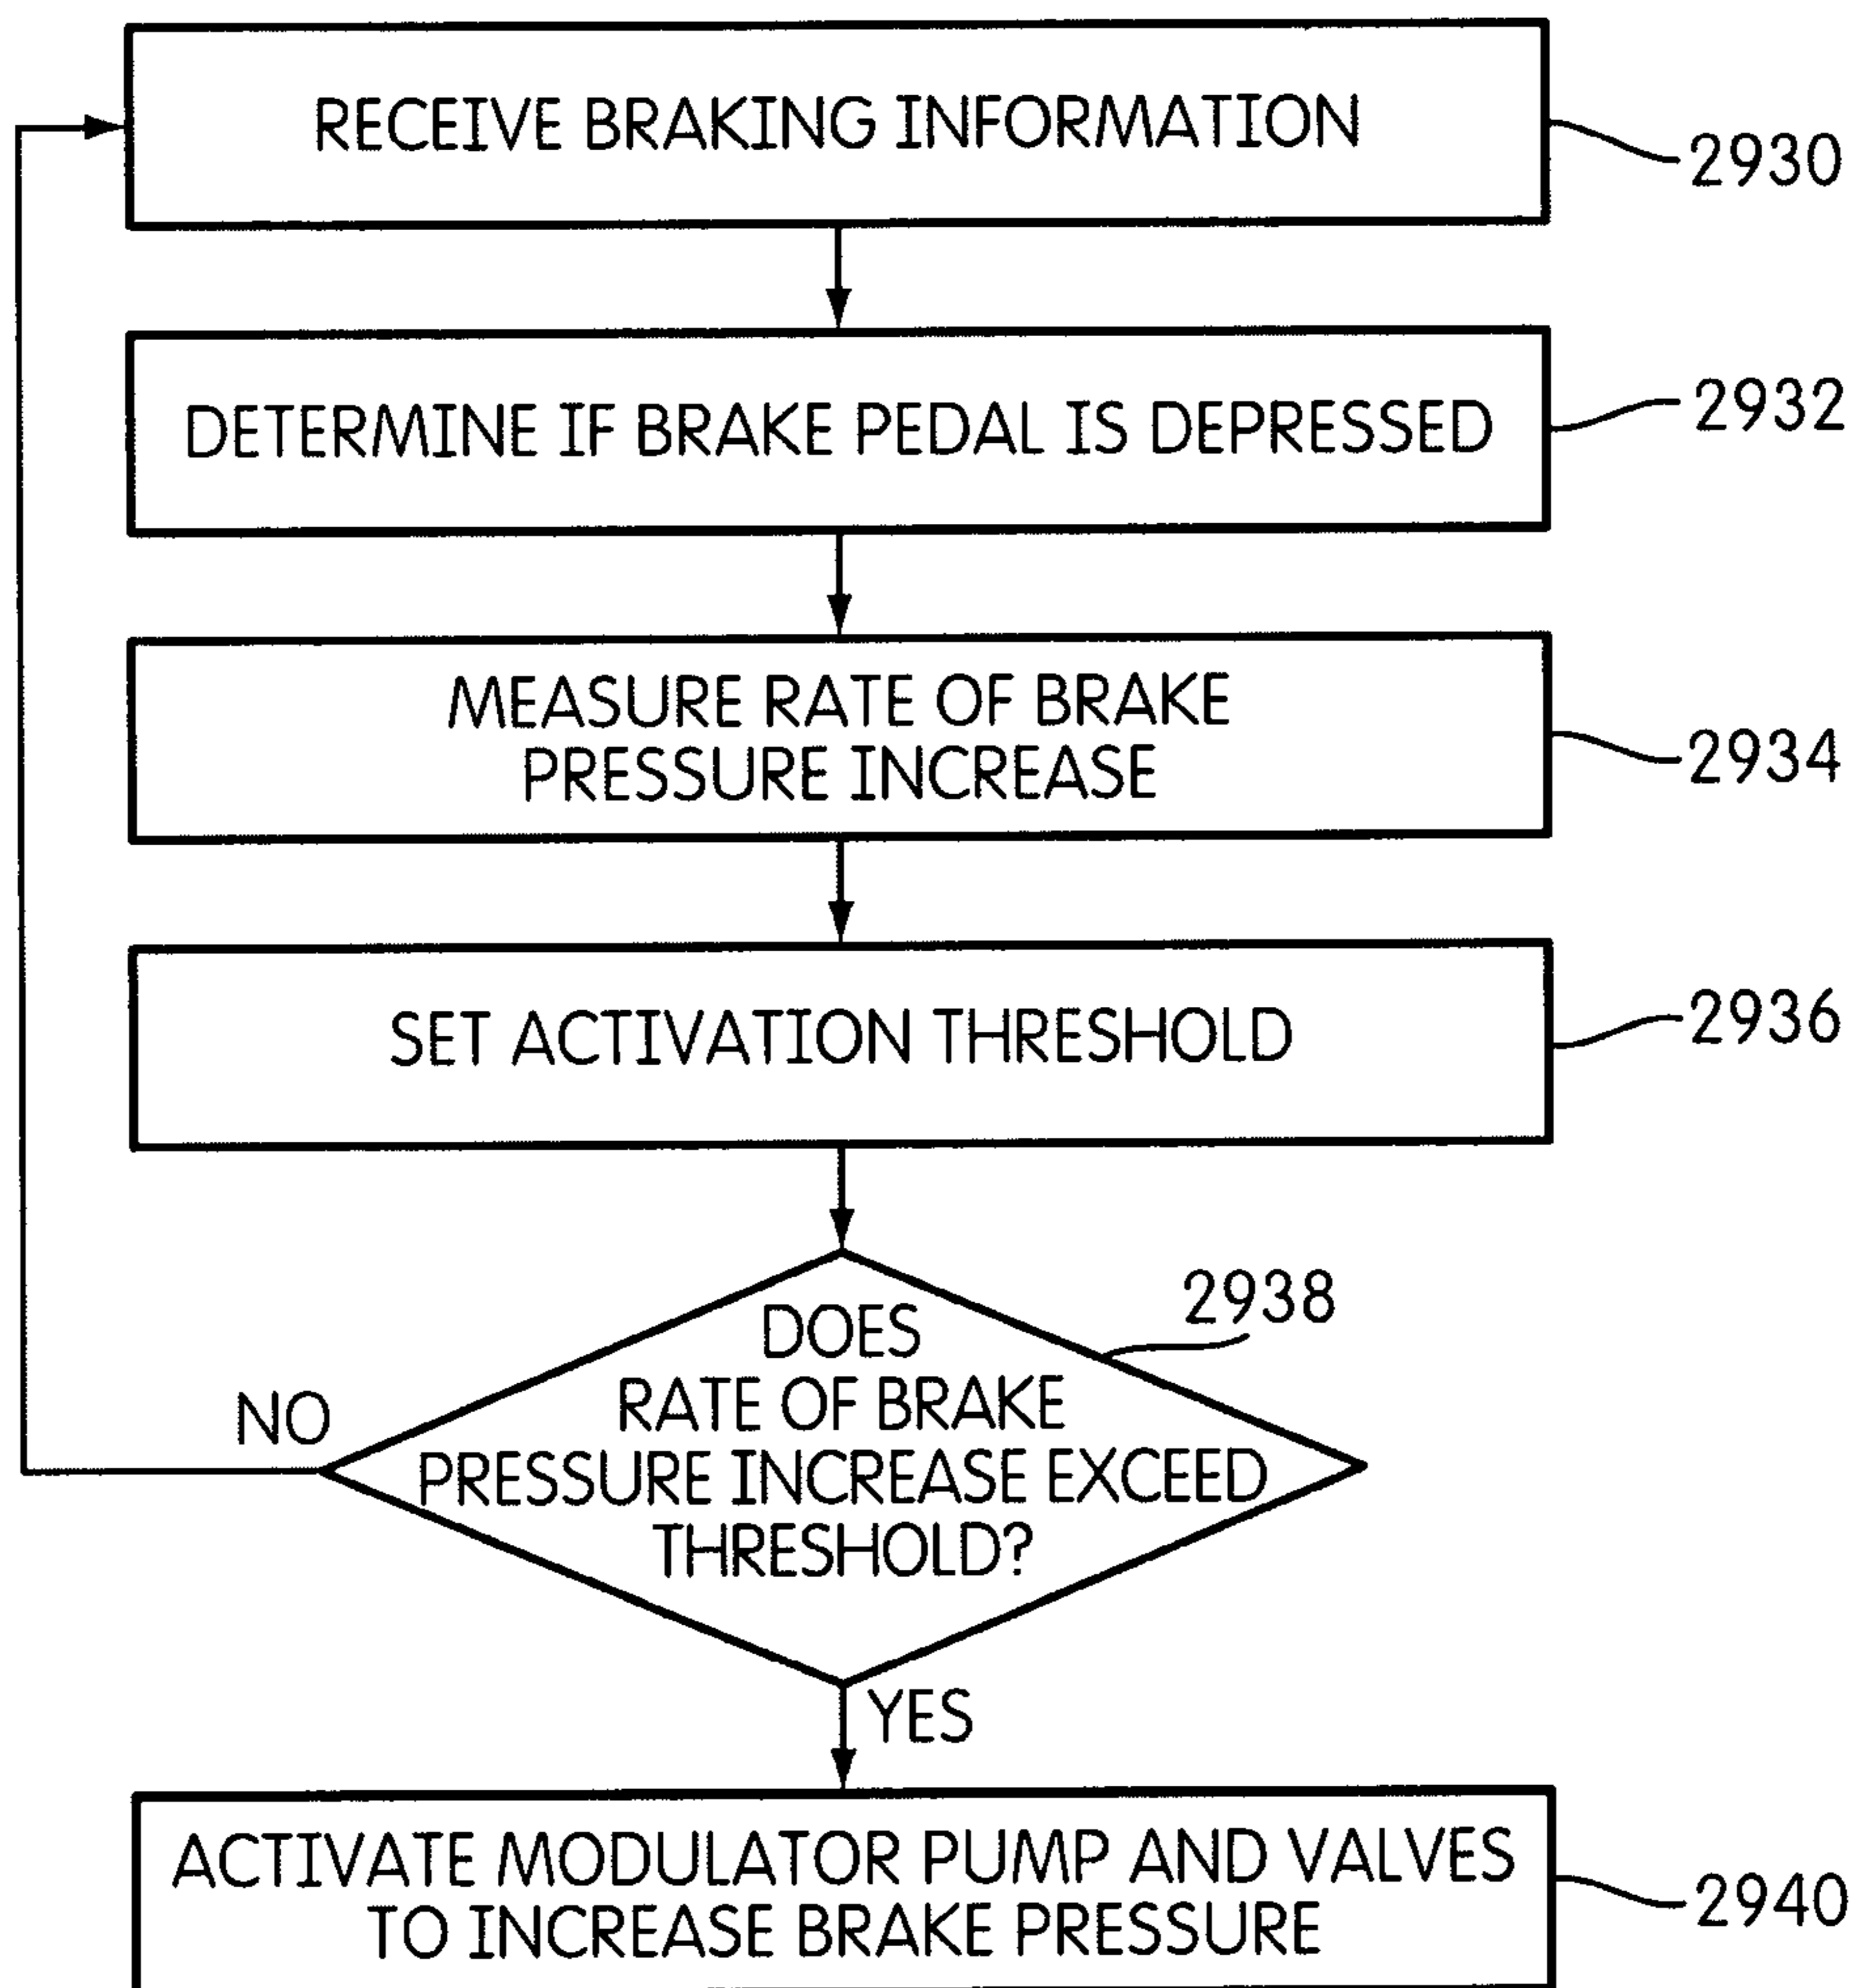 RECEIVE BRAKING INFORMATION
2930
DETERMINE IF BRAKE PEDAL IS DEPRESSED
2932
MEASURE RATE OF BRAKE
PRESSURE INCREASE
2934
SET ACTIVATION THRESHOLD
2936
2938
DOES
RATE OF BRAKE
PRESSURE INCREASE EXCEED
THRESHOLD?
NO
YES
ACTIVATE MODULATOR PUMP AND VALVES
TO INCREASE BRAKE PRESSURE
2940